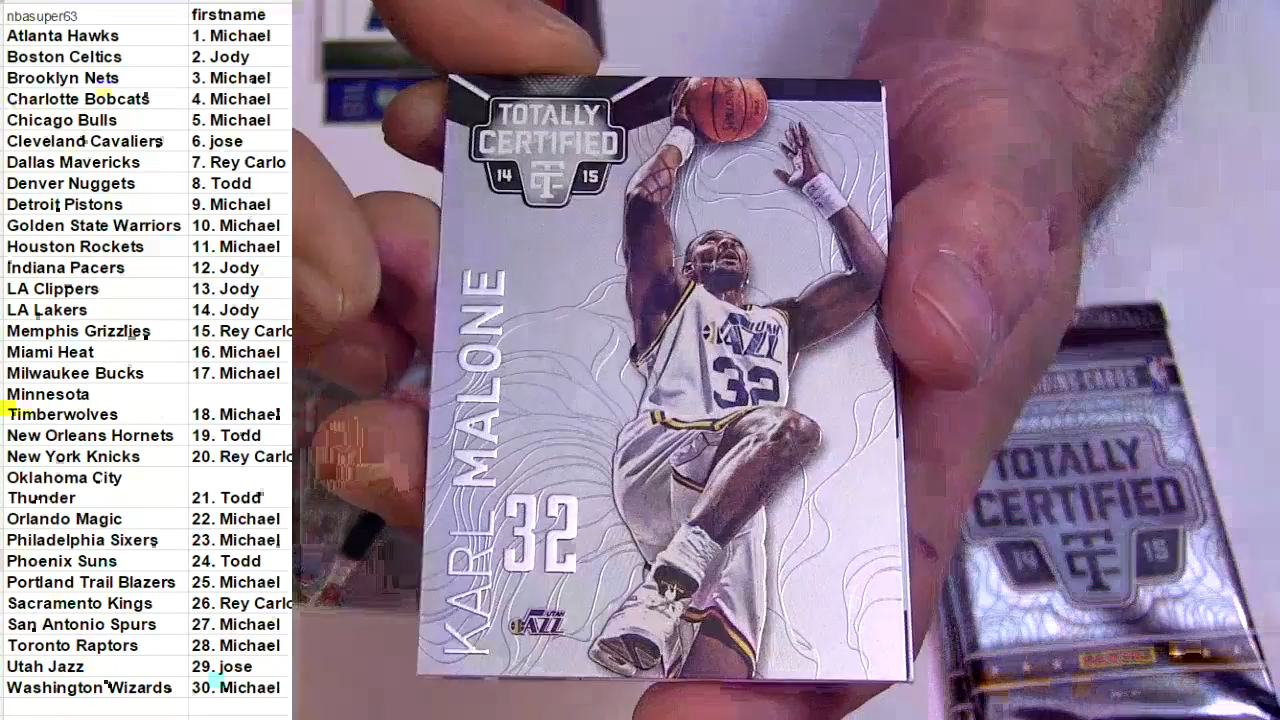 nbasuper63 firstname
Atlanta Hawks 1. Michael
Boston Celtics 2. Jody
Brooklyn Nets 3. Michael
Charlotte Bobcats 4. Michael
Chicago Bulls 5. Michael
Cleveland Cavaliers 6. jose
Dallas Mavericks 7. Rey Carlo
Denver Nuggets 8. Todd
Detroit Pistons 9. Michael
Golden State Warriors 10. Michael
Houston Rockets 11. Michael
Indiana Pacers 12. Jody
LA Clippers 13. Jody
LA Lakers 14. Jody
Memphis Grizzlies 15. Rey Carlo
Miami Heat 16. Michael
Milwaukee Bucks 17. Michael
Minnesota
Timberwolves 18. Michael
New Orleans Hornets 19. Todd
New York Knicks 20. Rey Carlo
Oklahoma City
Thunder 21. Todd
Orlando Magic 22. Michael
Philadelphia Sixers 23. Michael
Phoenix Suns 24. Todd
Portland Trail Blazers 25. Michael
Sacramento Kings 26. Rey Carlo
San Antonio Spurs 27. Michael
Toronto Raptors 28. Michael
Utah Jazz 29. jose
Washington Wizards 30. Michael
TOTALLY
CERTIFIED
14 TC 15
SPALDING
KARL MALONE
32
UTAH
JAZZ
UTAH
JAZZ
32
CARDS
TOTALLY
CERTIFIED
14 TC 15
PANINI